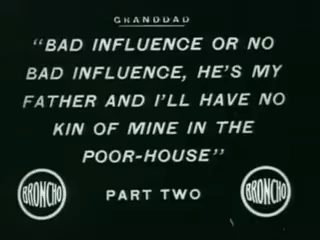 GRANDDAD
"BAD INFLUENCE OR NO
BAD INFLUENCE, HE'S MY
FATHER AND I'LL HAVE NO
KIN OF MINE IN THE
POOR-HOUSE"
BRONCHO PART TWO BRONCHO